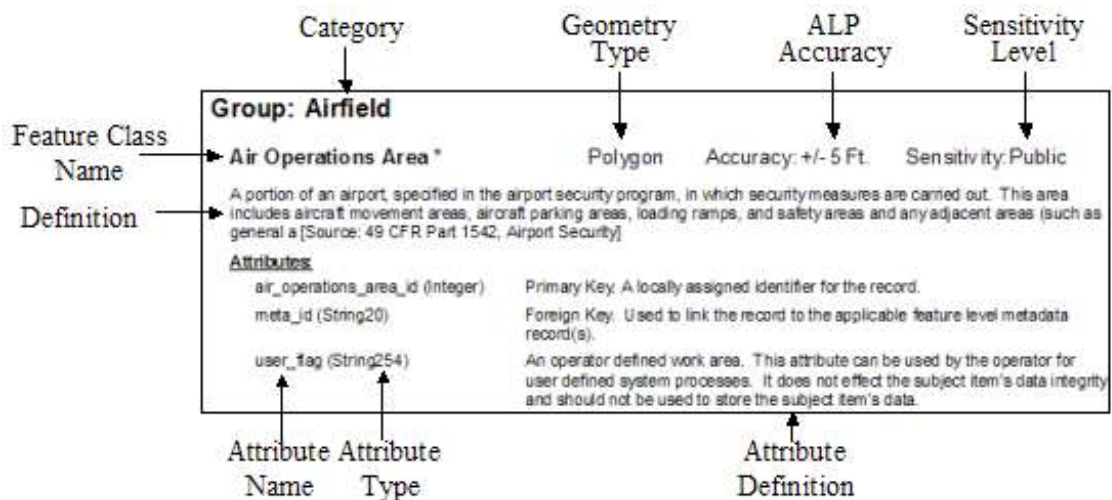 Category
Geometry Type
ALP Accuracy
Sensitivity Level
Group: Airfield
Feature Class Name
Air Operations Area * Polygon Accuracy: +/- 5 Ft. Sensitivity: Public
Definition
A portion of an airport, specified in the airport security program, in which security measures are carried out. This area
includes aircraft movement areas, aircraft parking areas, loading ramps, and safety areas and any adjacent areas (such as
general a [Source: 49 CFR Part 1542, Airport Security]
Attributes:
air_operations_area_id (Integer) Primary Key. A locally assigned identifier for the record.
meta_id (String20) Foreign Key. Used to link the record to the applicable feature level metadata
record(s).
user_flag (String254) An operator defined work area. This attribute can be used by the operator for
user defined system processes. It does not effect the subject item's data integrity
and should not be used to store the subject item's data.
Attribute Name
Attribute Type
Attribute Definition